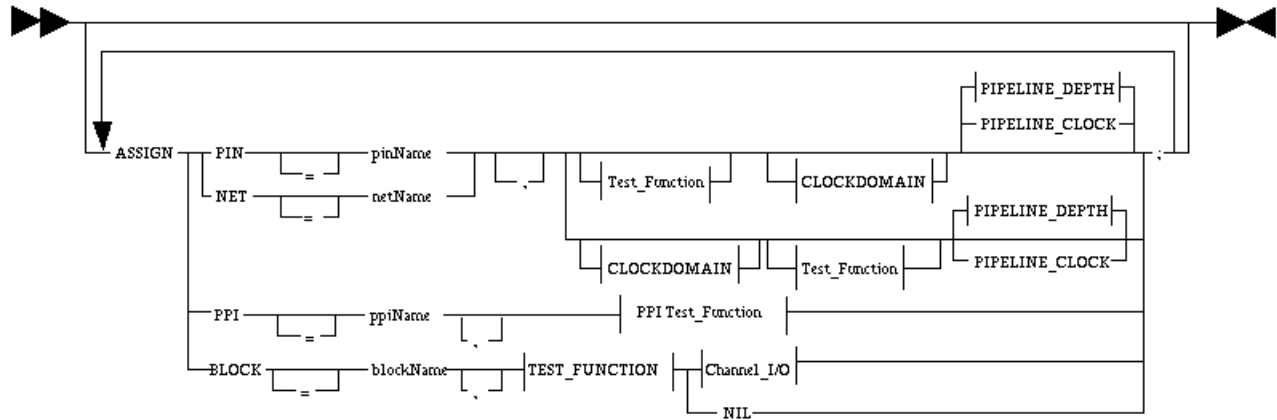 PIPELINE_DEPTH
PIPELINE_CLOCK
ASSIGN PIN = pinName , Test_Function CLOCKDOMAIN ;
NET = netName
PIPELINE_DEPTH
CLOCKDOMAIN Test_Function PIPELINE_CLOCK
PPI = ppiName , PPI Test_Function
BLOCK = blockName , TEST_FUNCTION Channel_I/O
NIL